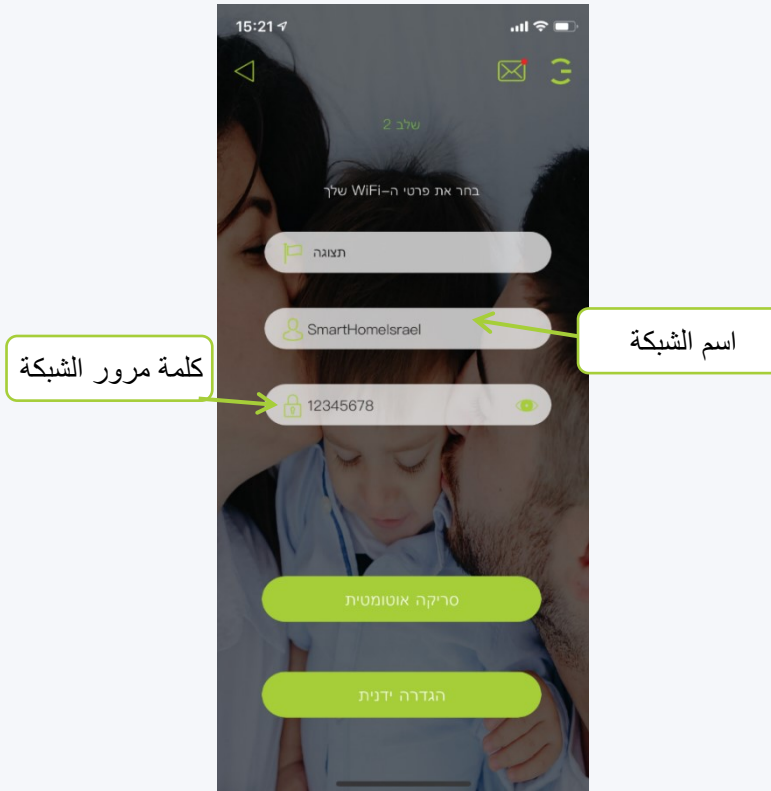 15:21
שלב 2
בחר את פרטי ה-WiFi שלך
תצוגה
SmartHomeIsrael
اسم الشبكة
كلمة مرور الشبكة
12345678
סריקה אוטומטית
הגדרה ידנית